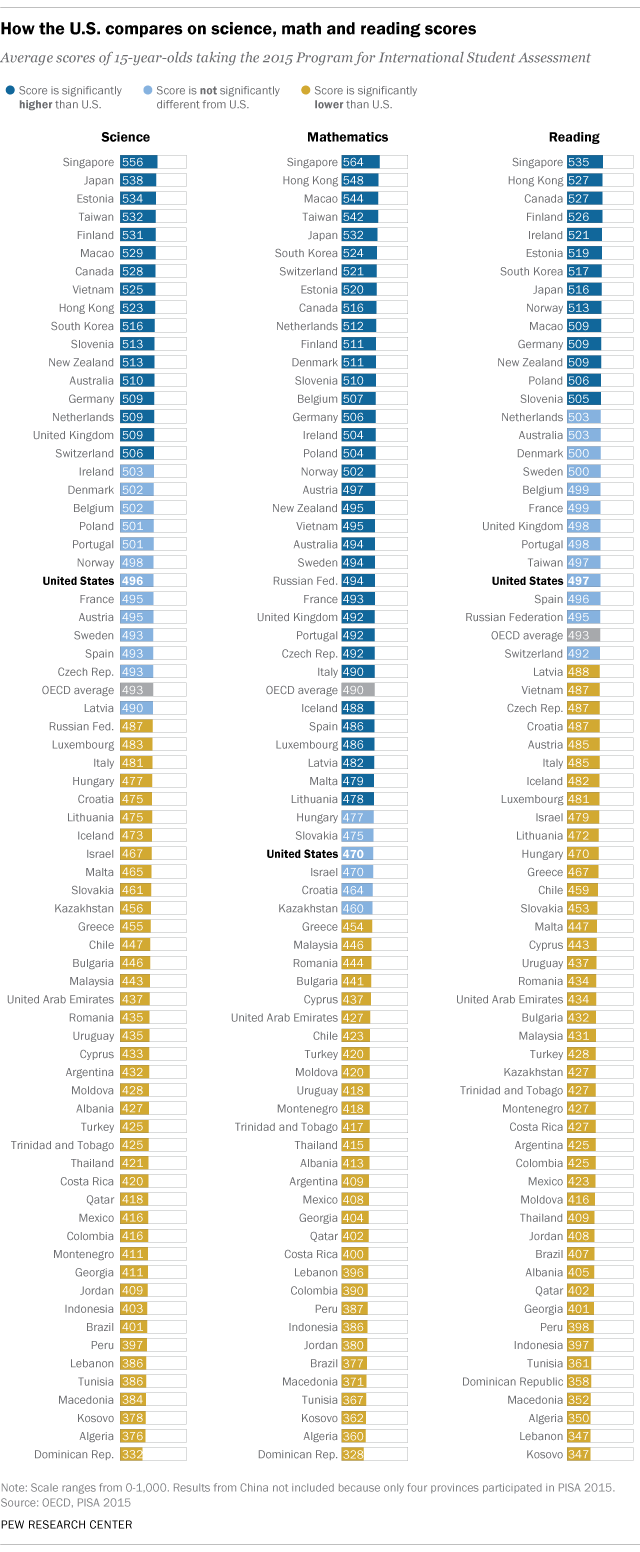 How the U.S. compares on science, math and reading scores
Average scores of 15-year-olds taking the 2015 Program for International Student Assessment
Score is significantly
higher than U.S.
Score is not significantly
different from U.S.
Score is significantly
lower than U.S.
Science
Singapore 556
Japan 538
Estonia 534
Taiwan 532
Finland 531
Macao 529
Canada 528
Vietnam 525
Hong Kong 523
South Korea 516
Slovenia 513
New Zealand 513
Australia 510
Germany 509
Netherlands 509
United Kingdom 509
Switzerland 506
Ireland 503
Denmark 502
Belgium 502
Poland 501
Portugal 501
Norway 498
United States 496
France 495
Austria 495
Sweden 493
Spain 493
Czech Rep. 493
OECD average 493
Latvia 490
Russian Fed. 487
Luxembourg 483
Italy 481
Hungary 477
Croatia 475
Lithuania 475
Iceland 473
Israel 467
Malta 465
Slovakia 461
Kazakhstan 456
Greece 455
Chile 447
Bulgaria 446
Malaysia 443
United Arab Emirates 437
Romania 435
Uruguay 435
Cyprus 433
Argentina 432
Moldova 428
Albania 427
Turkey 425
Trinidad and Tobago 425
Thailand 421
Costa Rica 420
Qatar 418
Mexico 416
Colombia 416
Montenegro 411
Georgia 411
Jordan 409
Indonesia 403
Brazil 401
Peru 397
Lebanon 386
Tunisia 386
Macedonia 384
Kosovo 378
Algeria 376
Dominican Rep. 332
Mathematics
Singapore 564
Hong Kong 548
Macao 544
Taiwan 542
Japan 532
South Korea 524
Switzerland 521
Estonia 520
Canada 516
Netherlands 512
Finland 511
Denmark 511
Slovenia 510
Belgium 507
Germany 506
Ireland 504
Poland 504
Norway 502
Austria 497
New Zealand 495
Vietnam 495
Australia 494
Sweden 494
Russian Fed. 494
France 493
United Kingdom 492
Portugal 492
Czech Rep. 492
Italy 490
OECD average 490
Iceland 488
Spain 486
Luxembourg 486
Latvia 482
Malta 479
Lithuania 478
Hungary 477
Slovakia 475
United States 470
Israel 470
Croatia 464
Kazakhstan 460
Greece 454
Malaysia 446
Romania 444
Bulgaria 441
Cyprus 437
United Arab Emirates 427
Chile 423
Turkey 420
Moldova 420
Uruguay 418
Montenegro 418
Trinidad and Tobago 417
Thailand 415
Albania 413
Argentina 409
Mexico 408
Georgia 404
Qatar 402
Costa Rica 400
Lebanon 396
Colombia 390
Peru 387
Indonesia 386
Jordan 380
Brazil 377
Macedonia 371
Tunisia 367
Kosovo 362
Algeria 360
Dominican Rep. 328
Reading
Singapore 535
Hong Kong 527
Canada 527
Finland 526
Ireland 521
Estonia 519
South Korea 517
Japan 516
Norway 513
Macao 509
Germany 509
New Zealand 509
Poland 506
Slovenia 505
Netherlands 503
Australia 503
Denmark 500
Sweden 500
Belgium 499
France 499
United Kingdom 498
Portugal 498
Taiwan 497
United States 497
Spain 496
Russian Federation 495
OECD average 493
Switzerland 492
Latvia 488
Vietnam 487
Czech Rep. 487
Croatia 487
Austria 485
Italy 485
Iceland 482
Luxembourg 481
Israel 479
Lithuania 472
Hungary 470
Greece 467
Chile 459
Slovakia 453
Malta 447
Cyprus 443
Uruguay 437
Romania 434
United Arab Emirates 434
Bulgaria 432
Malaysia 431
Turkey 428
Kazakhstan 427
Trinidad and Tobago 427
Montenegro 427
Costa Rica 427
Argentina 425
Colombia 425
Mexico 423
Moldova 416
Thailand 409
Jordan 408
Brazil 407
Albania 405
Qatar 402
Georgia 401
Peru 398
Indonesia 397
Tunisia 361
Dominican Republic 358
Macedonia 352
Algeria 350
Lebanon 347
Kosovo 347
Note: Scale ranges from 0-1,000. Results from China not included because only four provinces participated in PISA 2015.
Source: OECD, PISA 2015
PEW RESEARCH CENTER